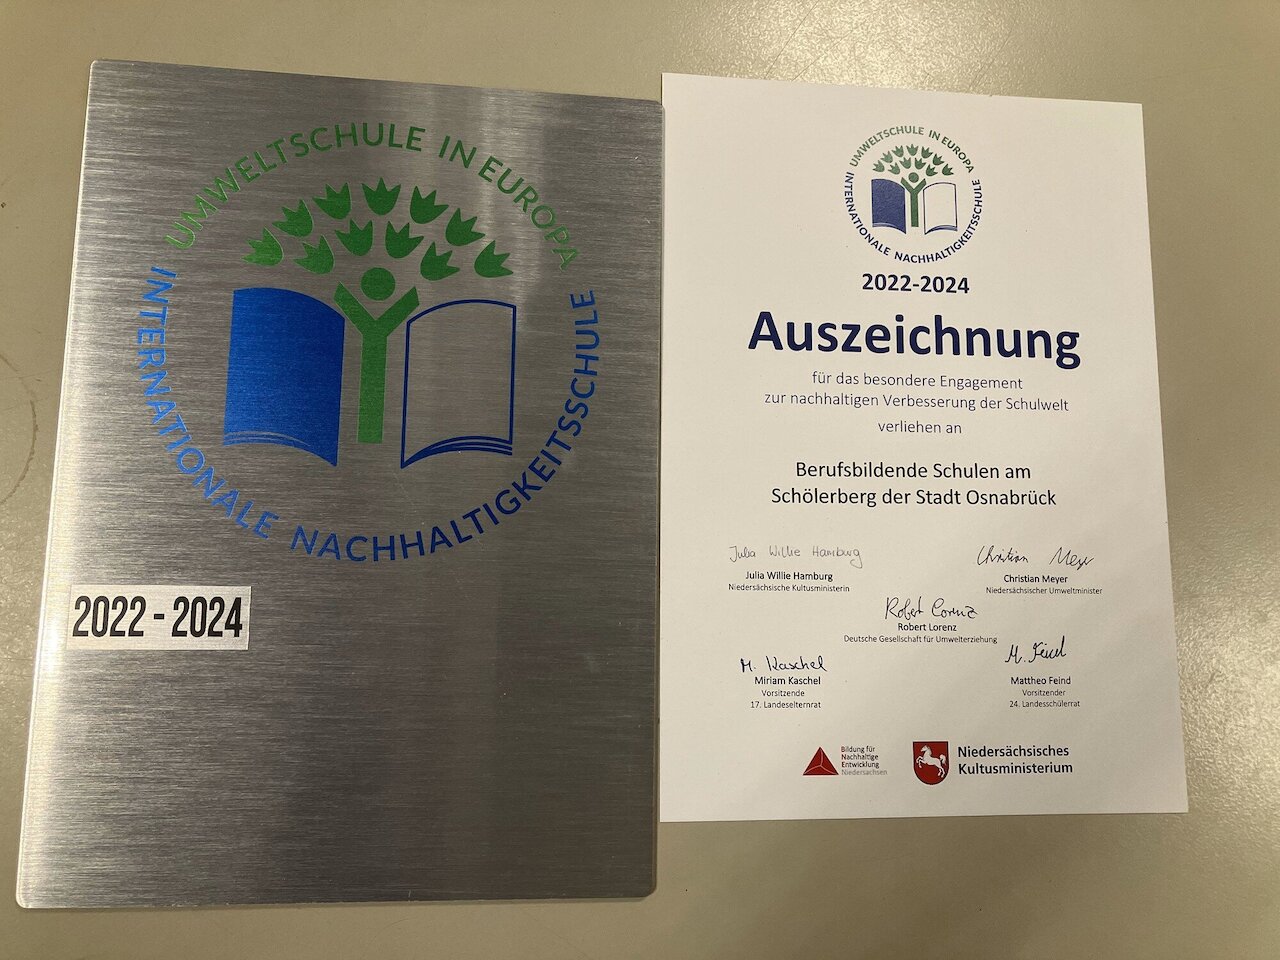 UMWELTSCHULE IN EUROPA
INTERNATIONALE NACHHALTIGKEITSSCHULE
2022 - 2024
UMWELTSCHULE IN EUROPA
INTERNATIONALE NACHHALTIGKEITSSCHULE
2022-2024
Auszeichnung
für das besondere Engagement
zur nachhaltigen Verbesserung der Schulwelt
verliehen an
Berufsbildende Schulen am
Schölerberg der Stadt Osnabrück
Julia Willie Hamburg
Julia Willie Hamburg
Niedersächsische Kultusministerin
Christian Meyer
Christian Meyer
Niedersächsischer Umweltminister
Robert Lorenz
Robert Lorenz
Deutsche Gesellschaft für Umwelterziehung
M. Kaschel
Miriam Kaschel
Vorsitzende
17. Landeselternrat
M. Feind
Mattheo Feind
Vorsitzender
24. Landesschülerrat
Bildung für
Nachhaltige
Entwicklung
Niedersachsen
Niedersächsisches
Kultusministerium